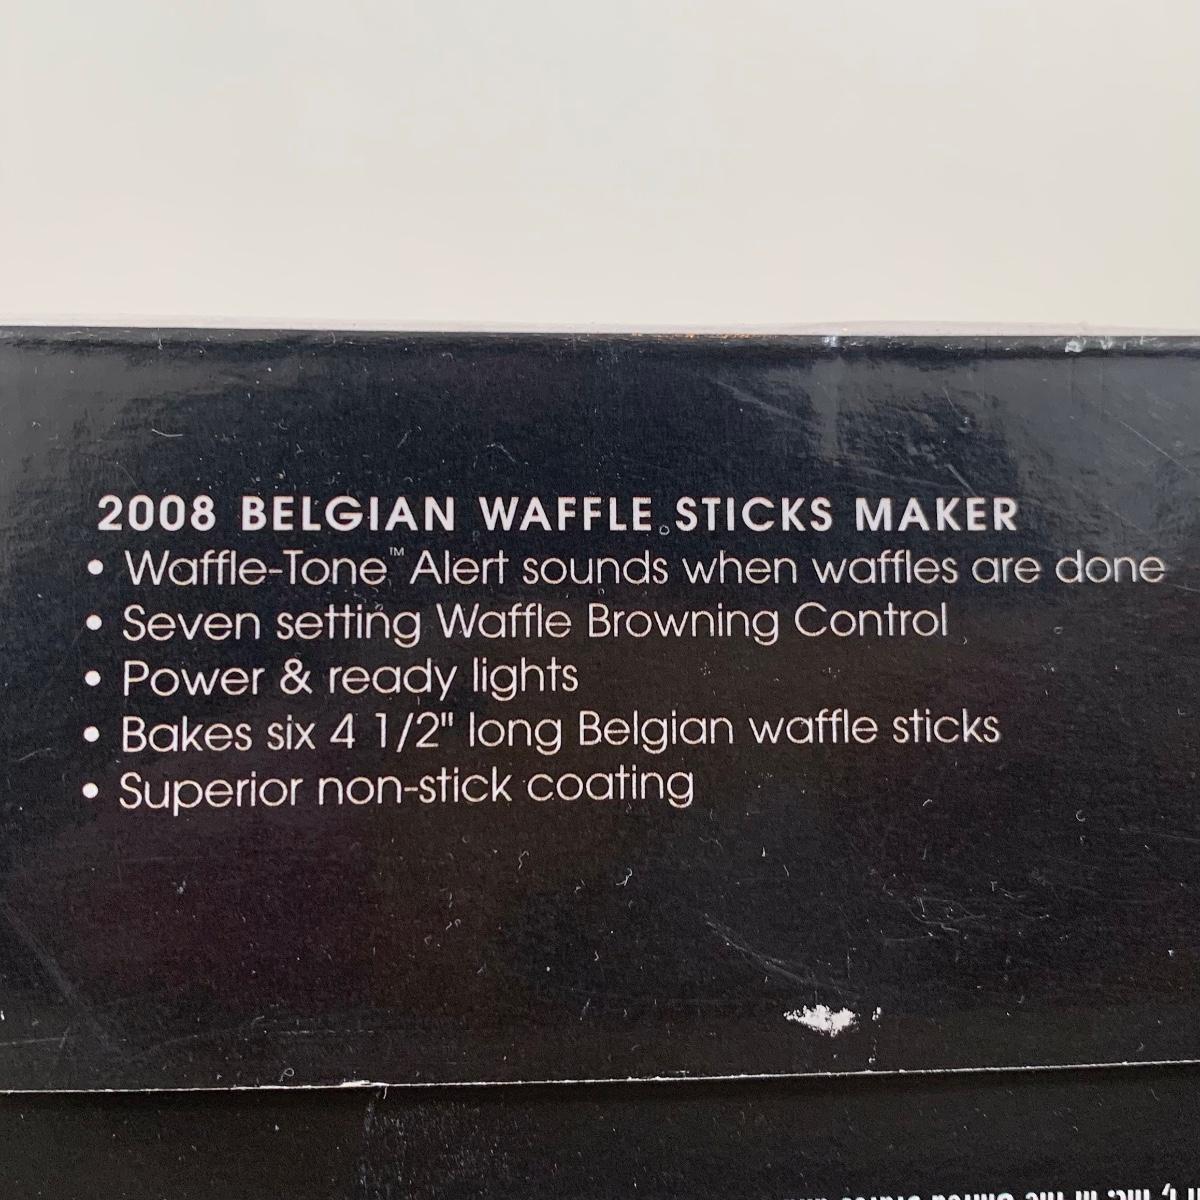 2008 BELGIAN WAFFLE STICKS MAKER
• Waffle-Tone™ Alert sounds when waffles are done
• Seven setting Waffle Browning Control
• Power & ready lights
• Bakes six 4 1/2" long Belgian waffle sticks
• Superior non-stick coating